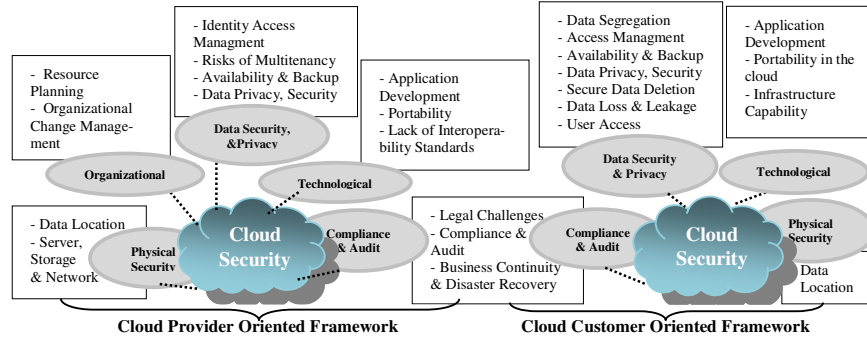 - Resource
Planning
- Organizational
Change Manage-
ment
- Identity Access
Managment
- Risks of Multitenancy
- Availability & Backup
- Data Privacy, Security
- Application
Development
- Portability
- Lack of Interopera-
bility Standards
Organizational
Data Security,
&Privacy
Technological
- Data Location
- Server,
Storage
& Network
Physical
Security
Cloud
Security
Compliance
& Audit
- Legal Challenges
- Compliance &
Audit
- Business Continuity
& Disaster Recovery
Cloud Provider Oriented Framework
- Data Segregation
- Access Managment
- Availability & Backup
- Data Privacy, Security
- Secure Data Deletion
- Data Loss & Leakage
- User Access
- Application
Development
- Portability in the
cloud
- Infrastructure
Capability
Data Security
& Privacy
Technological
Compliance
& Audit
Cloud
Security
Physical
Security
Data
Location
Cloud Customer Oriented Framework